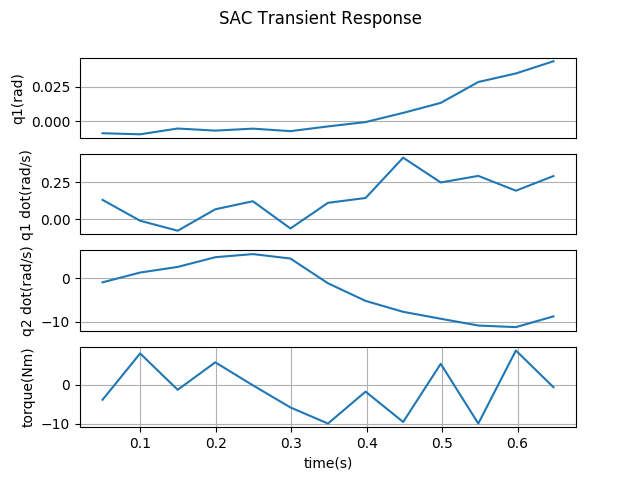 SAC Transient Response
q1(rad)
0.025
0.000
q1 dot(rad/s)
0.25
0.00
q2 dot(rad/s)
0
−10
torque(Nm)
0
−10
0.1 0.2 0.3 0.4 0.5 0.6
time(s)